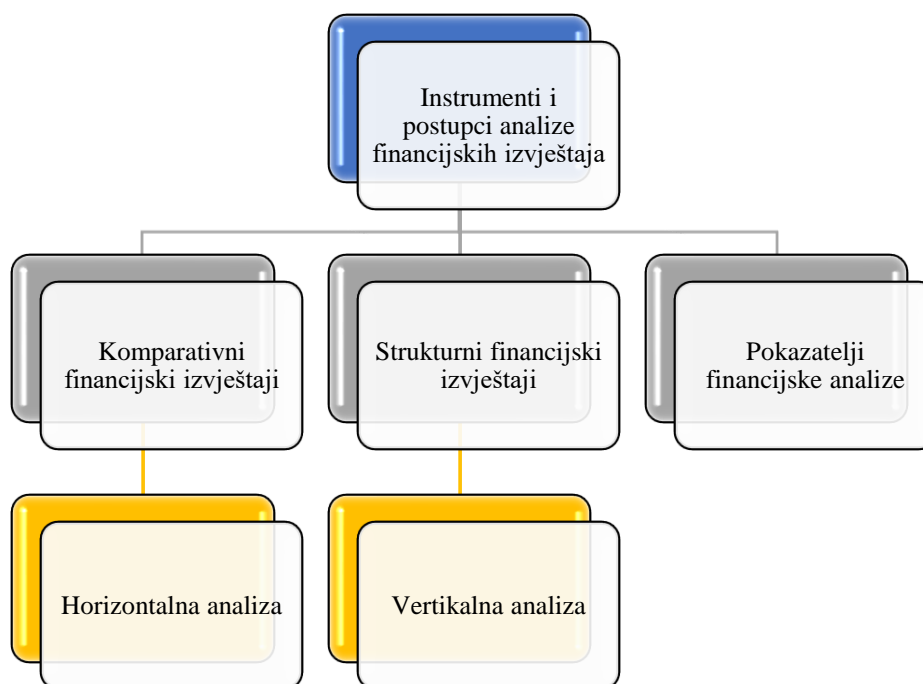 Instrumenti i
postupci analize
financijskih izvještaja
Komparativni
financijski izvještaji
Strukturni financijski
izvještaji
Pokazatelji
financijske analize
Horizontalna analiza
Vertikalna analiza